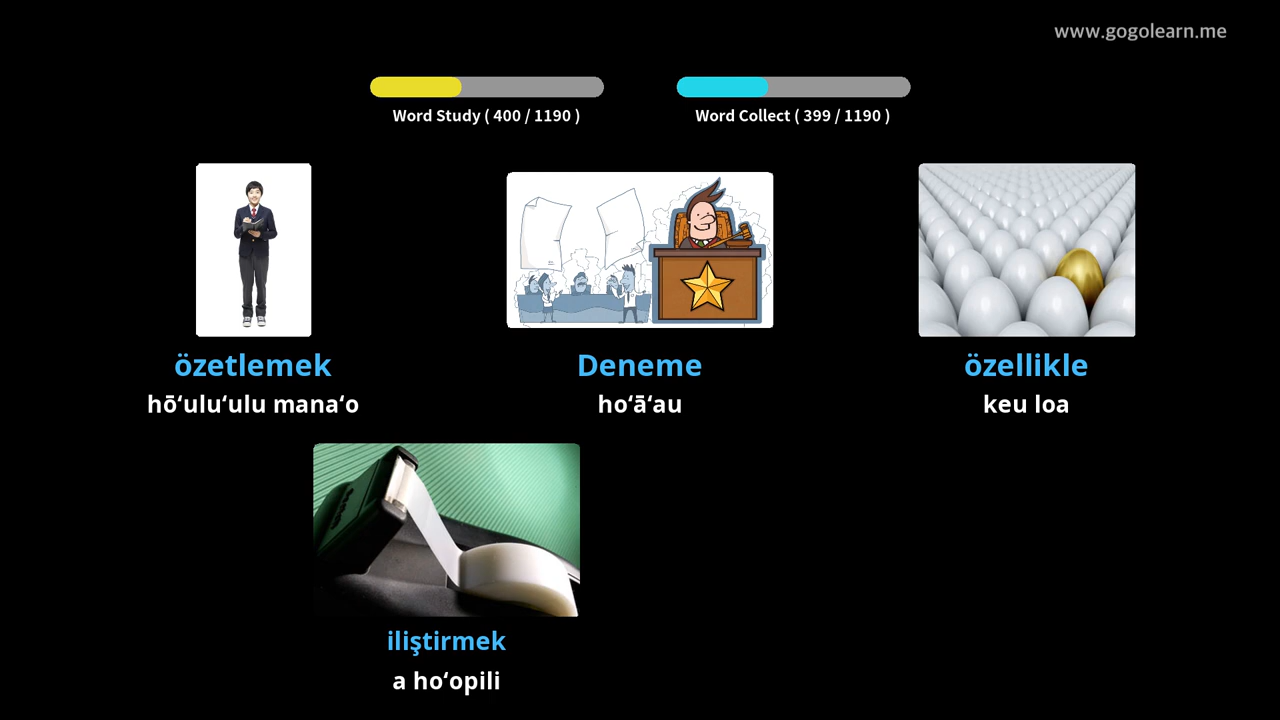 www.gogolearn.me
Word Study ( 400 / 1190 )
Word Collect ( 399 / 1190 )
özetlemek
hōʻuluʻulu manaʻo
Deneme
hoʻāʻau
özellikle
keu loa
iliştirmek
a hoʻopili